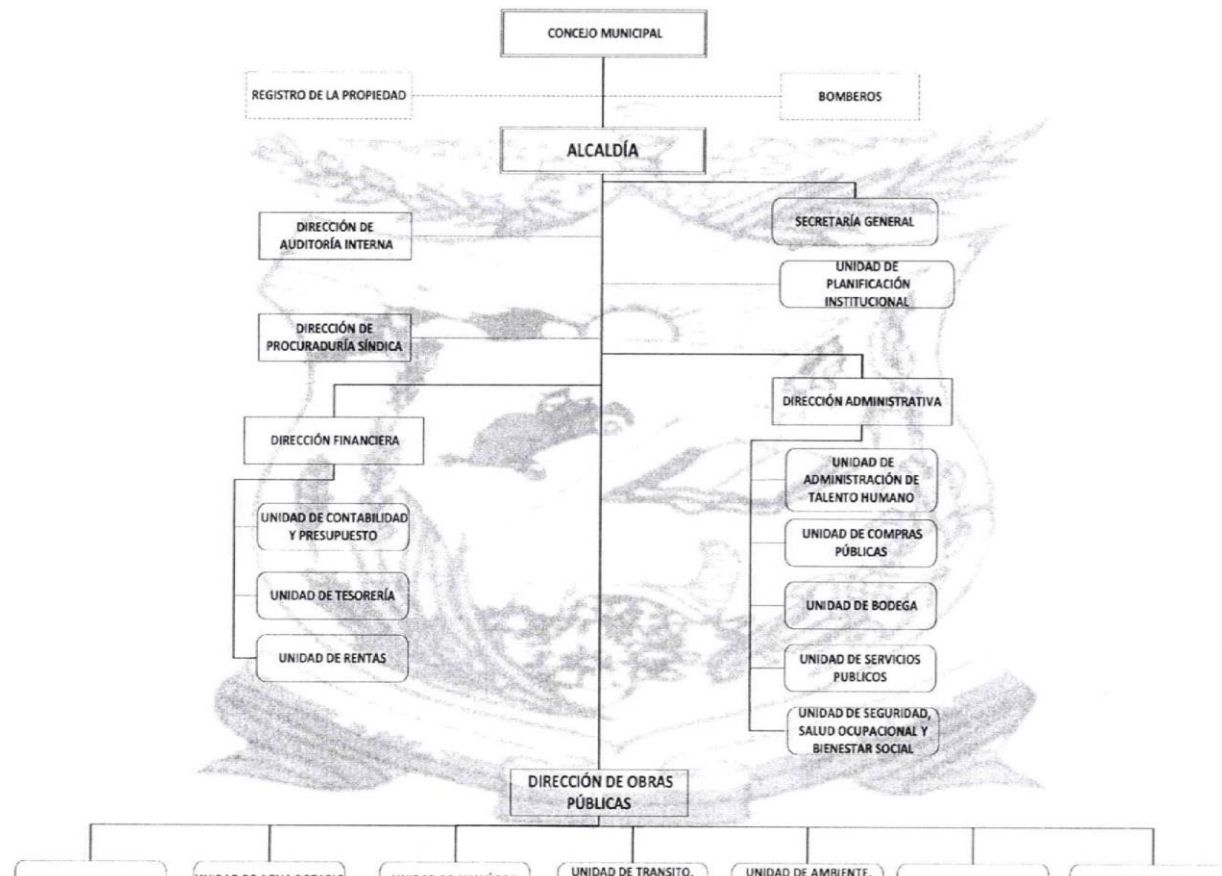 CONCEJO MUNICIPAL
REGISTRO DE LA PROPIEDAD
BOMBEROS
ALCALDÍA
SECRETARÍA GENERAL
DIRECCIÓN DE
AUDITORÍA INTERNA
UNIDAD DE
PLANIFICACIÓN
INSTITUCIONAL
DIRECCIÓN DE
PROCURADURÍA SÍNDICA
DIRECCIÓN ADMINISTRATIVA
DIRECCIÓN FINANCIERA
UNIDAD DE
ADMINISTRACIÓN DE
TALENTO HUMANO
UNIDAD DE CONTABILIDAD
Y PRESUPUESTO
UNIDAD DE COMPRAS
PÚBLICAS
UNIDAD DE TESORERÍA
UNIDAD DE BODEGA
UNIDAD DE RENTAS
UNIDAD DE SERVICIOS
PUBLICOS
UNIDAD DE SEGURIDAD,
SALUD OCUPACIONAL Y
BIENESTAR SOCIAL
DIRECCIÓN DE OBRAS
PÚBLICAS
UNIDAD DE TRANSITO,
UNIDAD DE AMBIENTE,